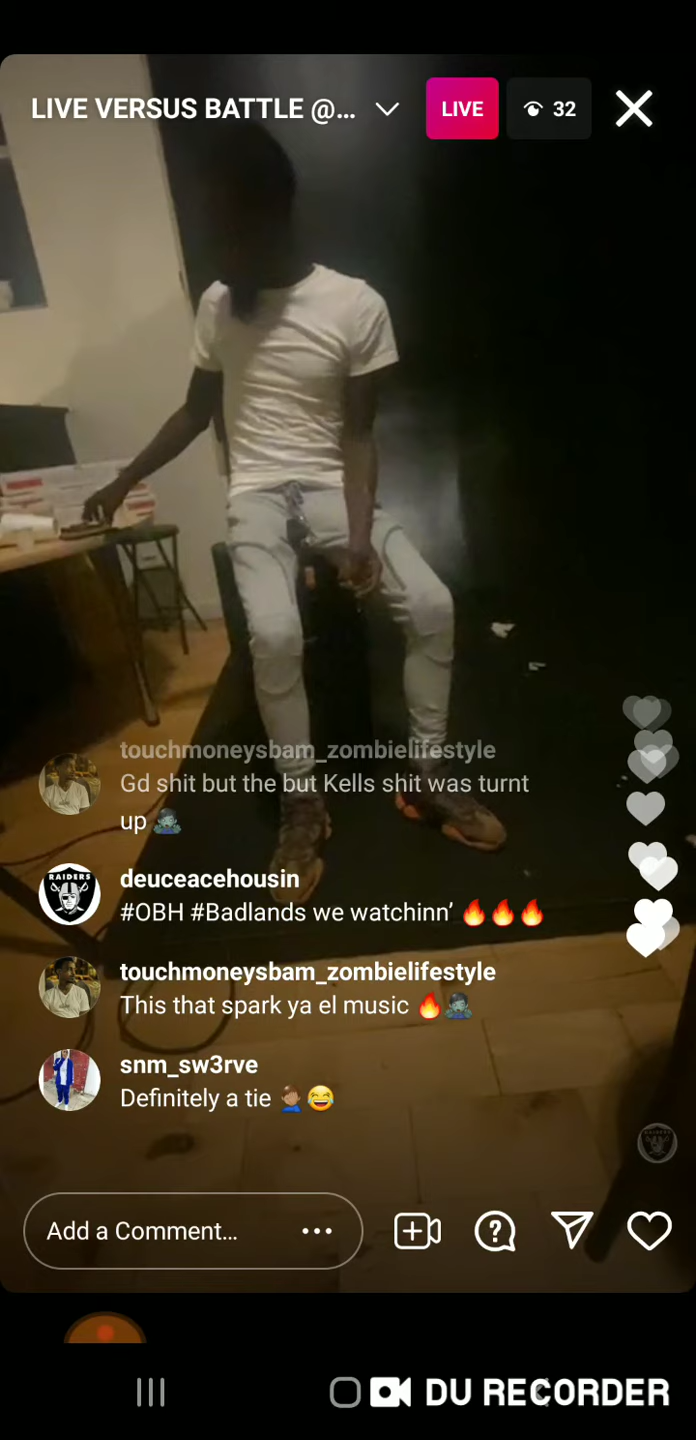 LIVE VERSUS BATTLE @...
LIVE
32
touchmoneysbam_zombielifestyle
Gd shit but the but Kells shit was turnt
up 🧟‍♂️
RAIDERS
deuceacehousin
#OBH #Badlands we watchinn’ 🔥🔥🔥
touchmoneysbam_zombielifestyle
This that spark ya el music 🔥🧟‍♂️
snm_sw3rve
Definitely a tie 🤦🏽‍♂️😂
Add a Comment...
DU RECORDER